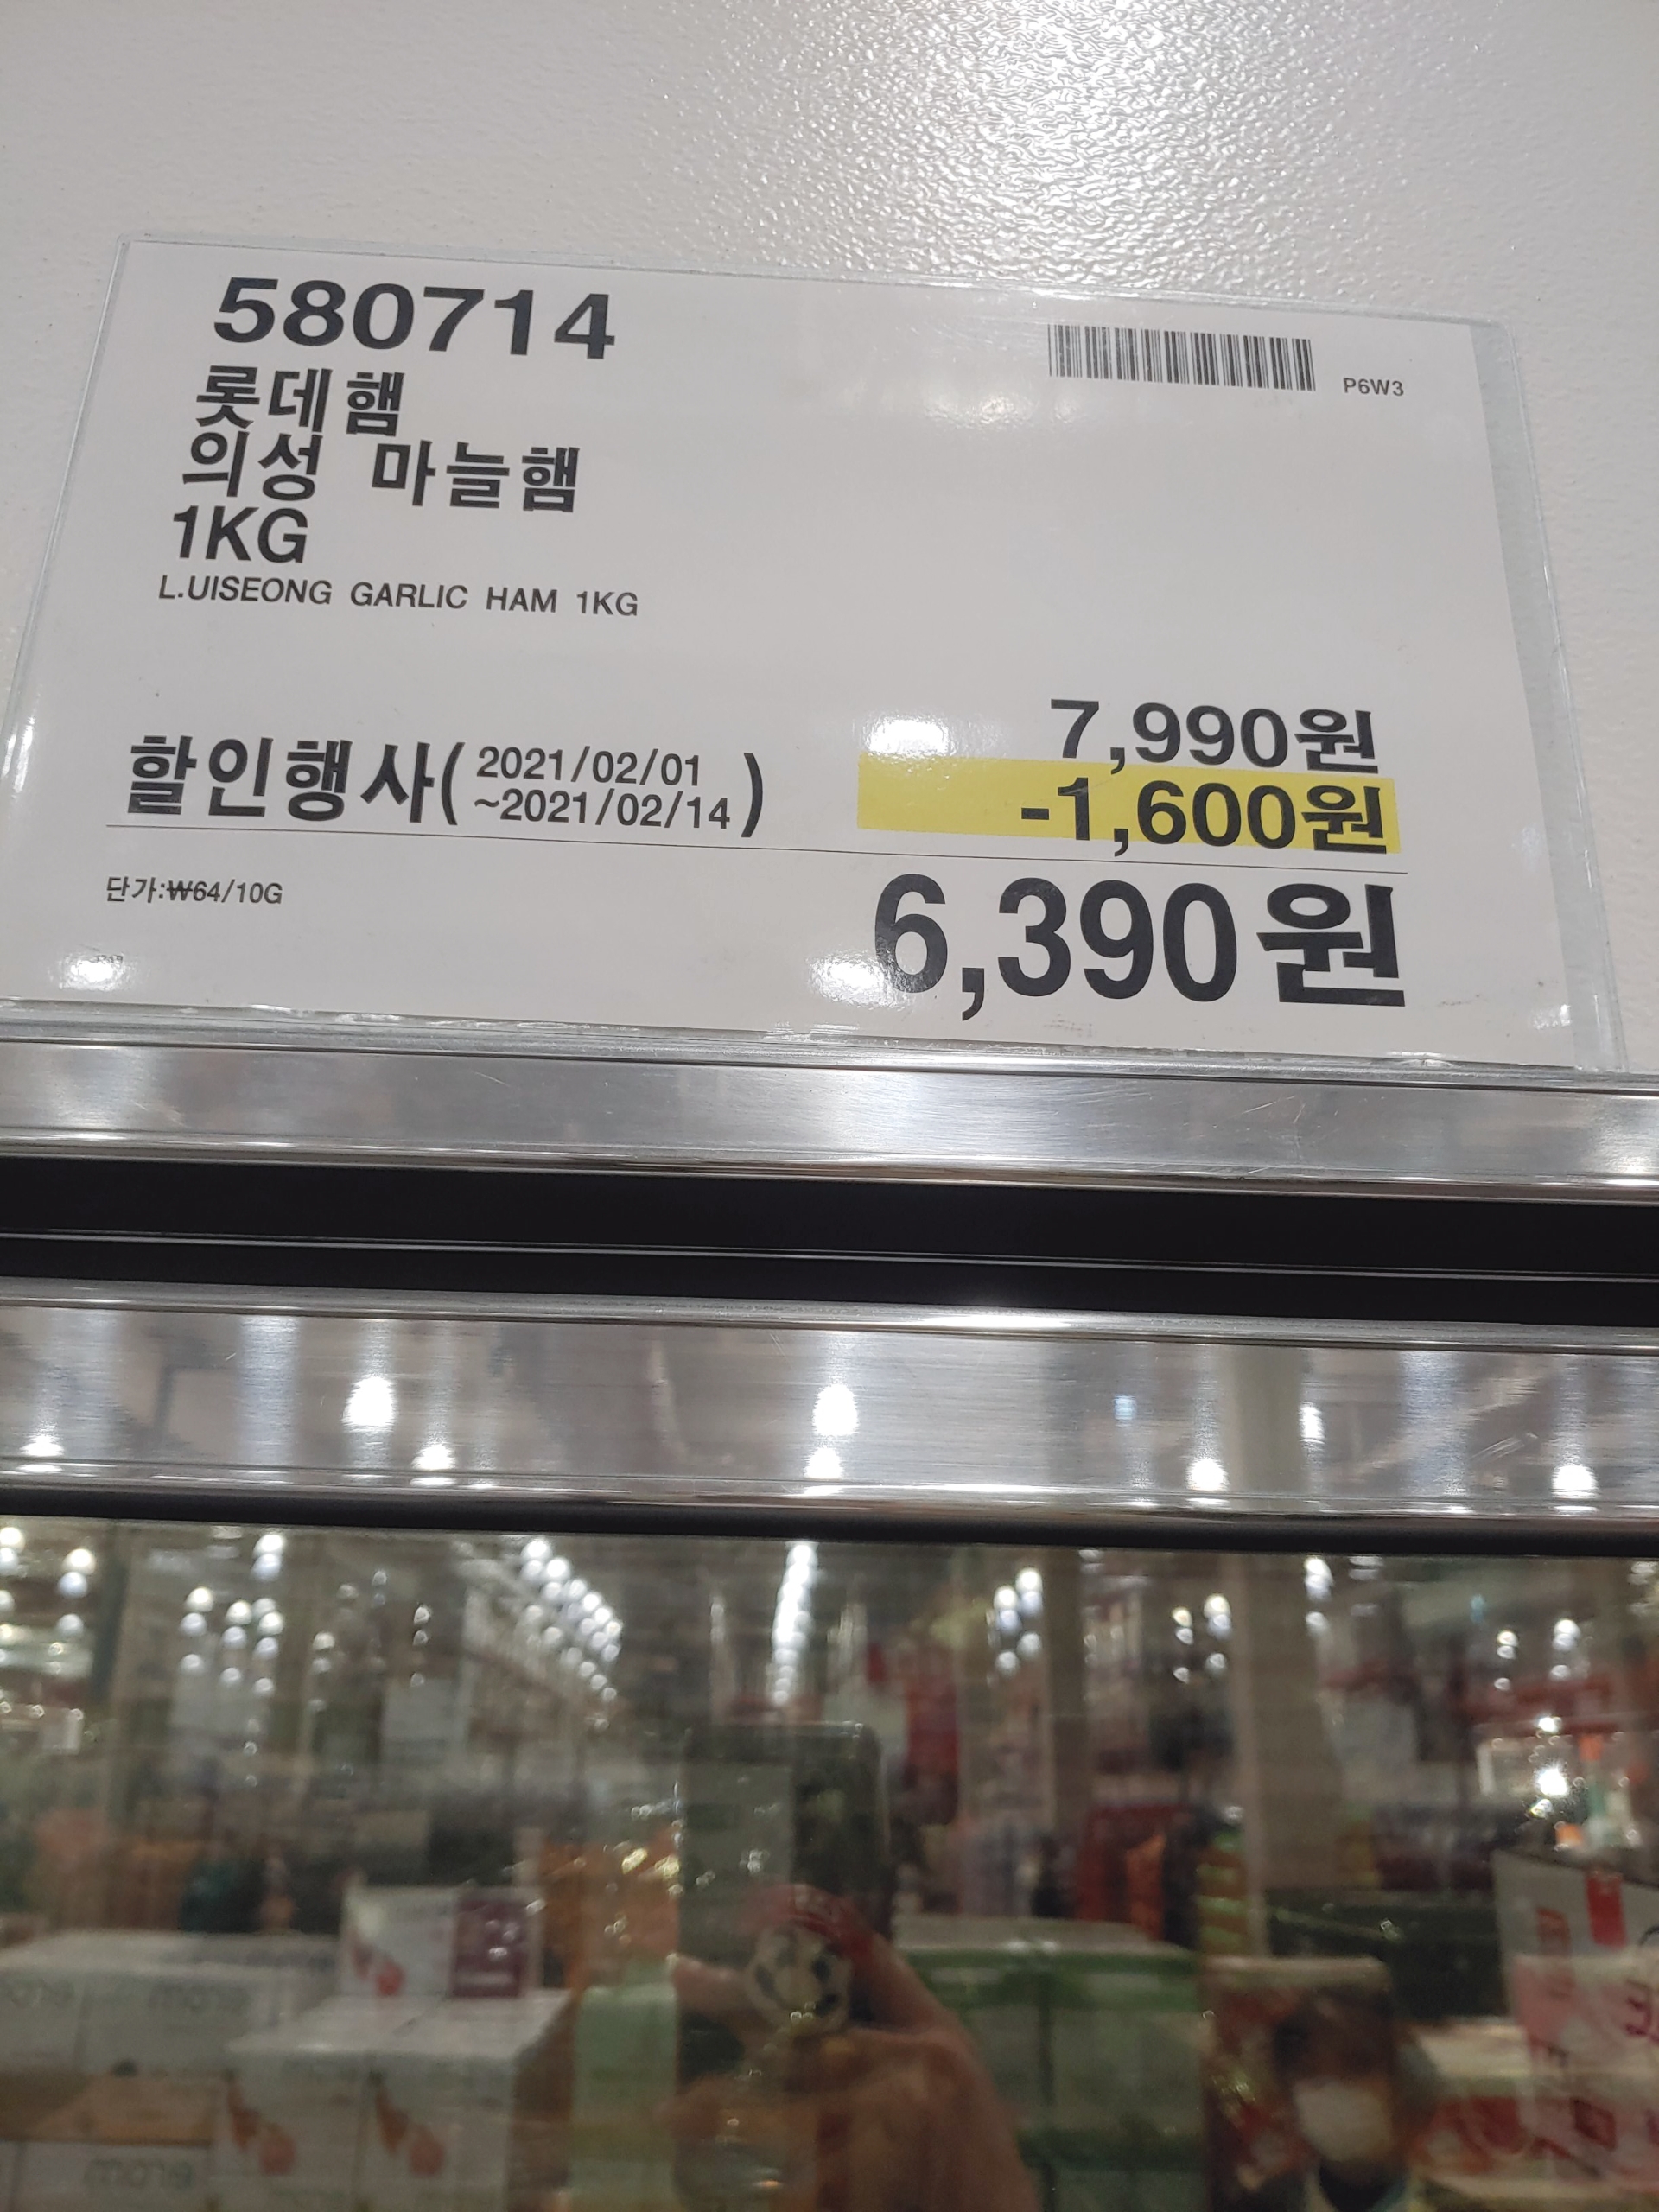 580714
P6W3
롯데햄
의성 마늘햄
1KG
L.UISEONG GARLIC HAM 1KG
7,990원
할인행사(2021/02/01
~2021/02/14)
-1,600원
단가:₩64/10G
6,390원